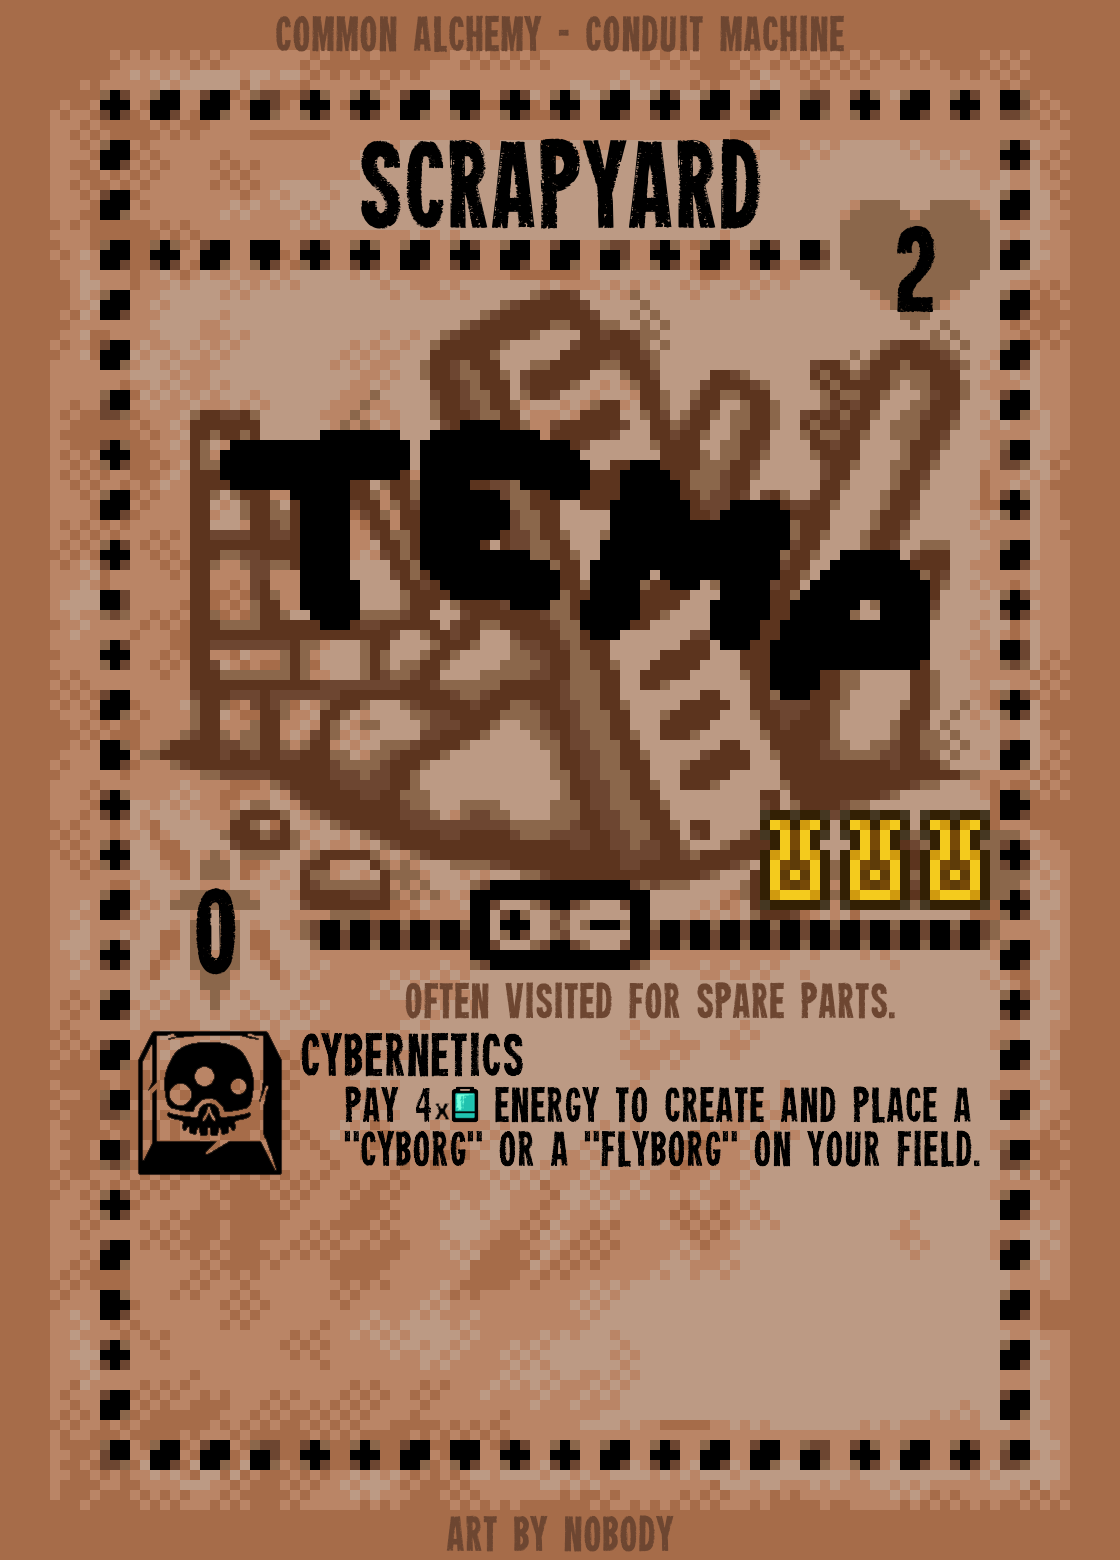 COMMON ALCHEMY - CONDUIT MACHINE
SCRAPYARD
2
TEMP
0
OFTEN VISITED FOR SPARE PARTS.
CYBERNETICS
PAY 4x ENERGY TO CREATE AND PLACE A
"CYBORG" OR A "FLYBORG" ON YOUR FIELD.
ART BY NOBODY